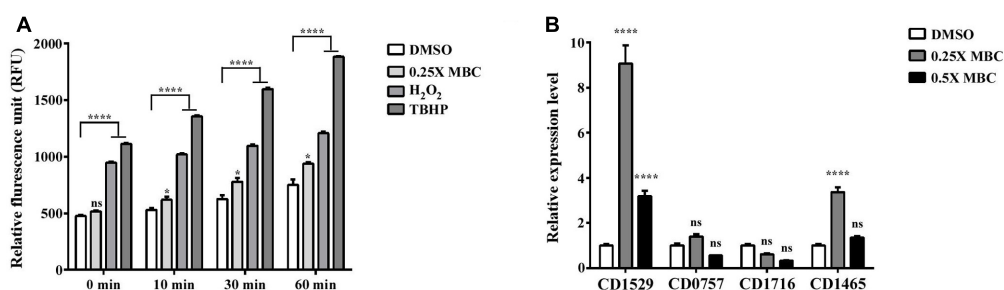 A
Relative flurescence unit (RFU)
2000
1500
1000
500
0
****
****
****
****
ns
*
*
*
0 min
10 min
30 min
60 min
DMSO
0.25X MBC
H2O2
TBHP
B
Relative expression level
10
8
6
4
2
0
****
****
ns
ns
ns
ns
****
ns
CD1529
CD0757
CD1716
CD1465
DMSO
0.25X MBC
0.5X MBC